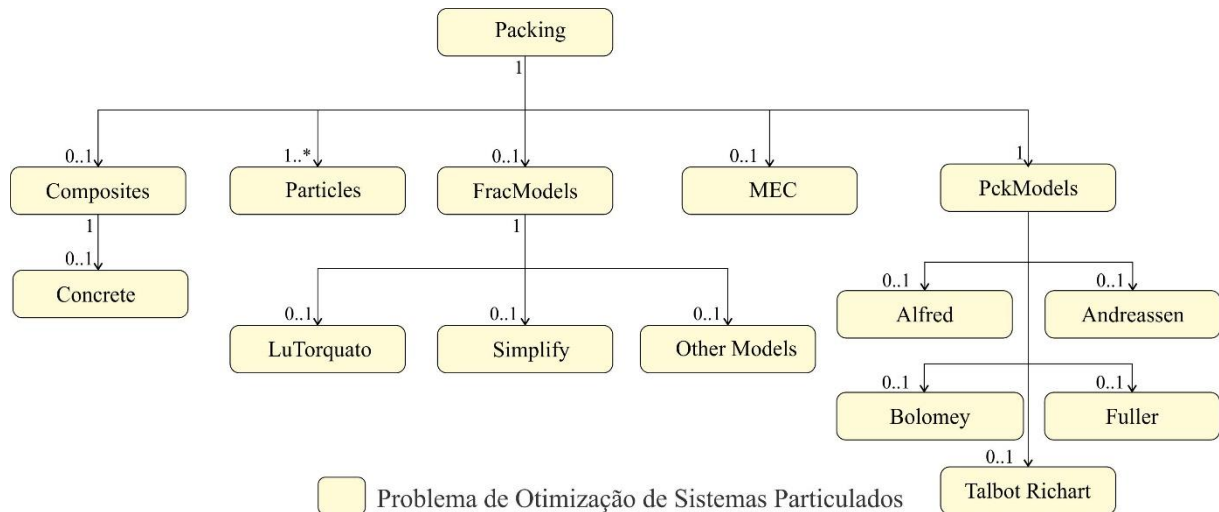 Packing
1
0..1
1..*
0..1
0..1
1
Composites
Particles
FracModels
MEC
PckModels
1
1
0..1
Concrete
0..1
0..1
0..1
LuTorquato
Simplify
Other Models
0..1
0..1
Alfred
Andreassen
0..1
0..1
Bolomey
Fuller
0..1
Talbot Richart
Problema de Otimização de Sistemas Particulados